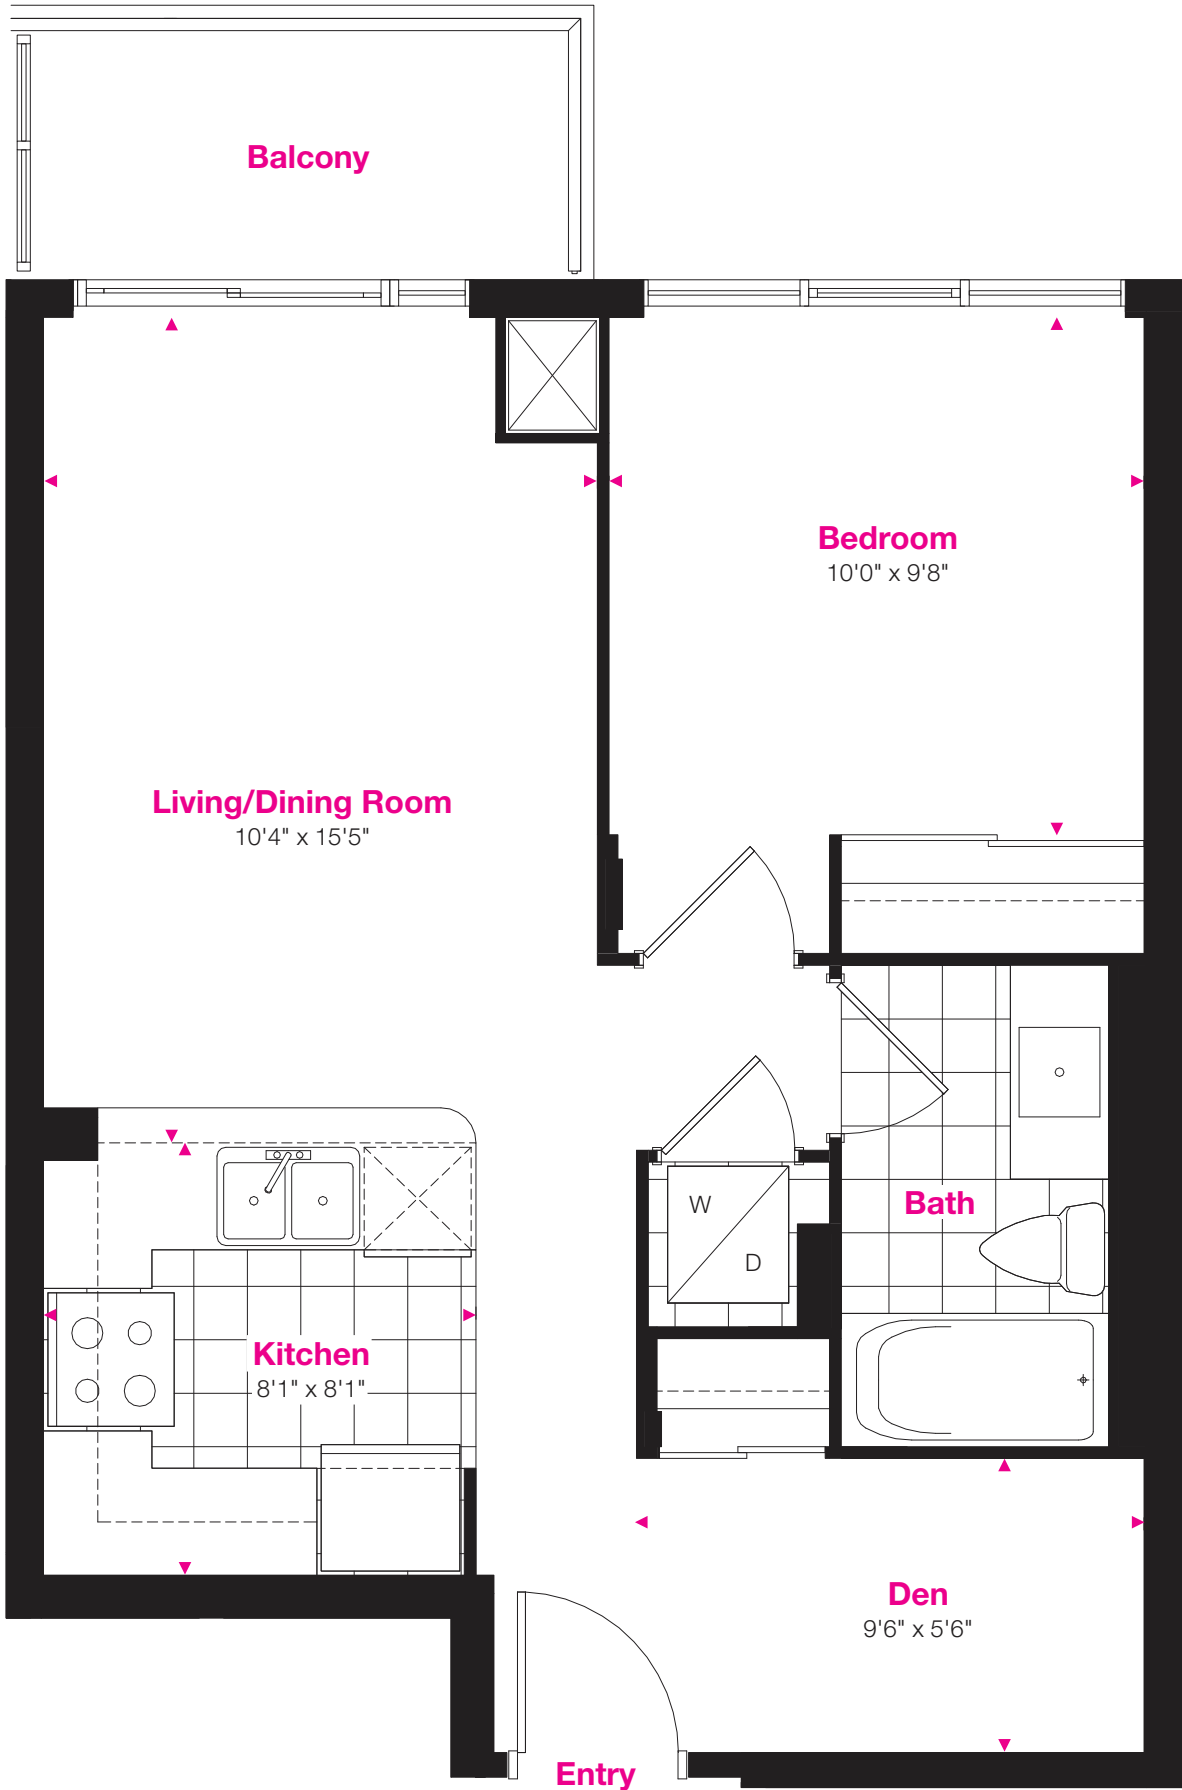 Balcony
Bedroom
10'0" x 9'8"
Living/Dining Room
10'4" x 15'5"
W
D
Bath
Kitchen
8'1" x 8'1"
Den
9'6" x 5'6"
Entry